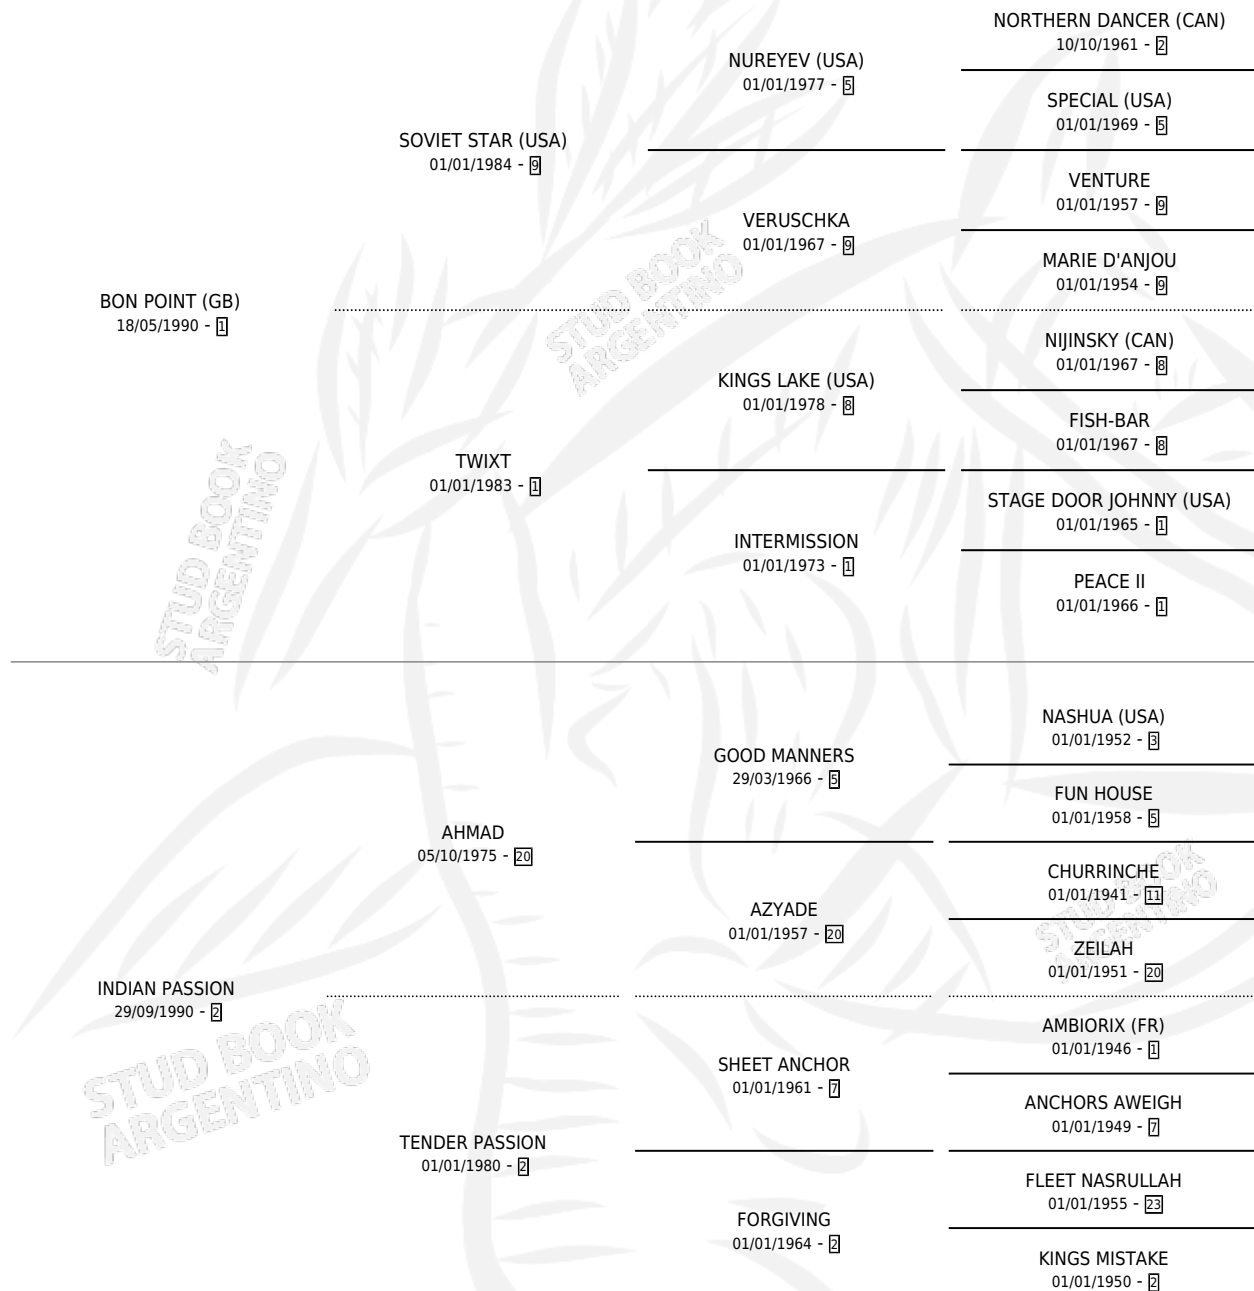 NORTHERN DANCER (CAN)
10/10/1961 - 2
NUREYEV (USA)
01/01/1977 - 5
SPECIAL (USA)
01/01/1969 - 5
SOVIET STAR (USA)
01/01/1984 - 9
VENTURE
01/01/1957 - 9
VERUSCHKA
01/01/1967 - 9
MARIE D'ANJOU
01/01/1954 - 9
BON POINT (GB)
18/05/1990 - 1
NIJINSKY (CAN)
01/01/1967 - 8
KINGS LAKE (USA)
01/01/1978 - 8
FISH-BAR
01/01/1967 - 8
TWIXT
01/01/1983 - 1
STAGE DOOR JOHNNY (USA)
01/01/1965 - 1
INTERMISSION
01/01/1973 - 1
PEACE II
01/01/1966 - 1
NASHUA (USA)
01/01/1952 - 3
GOOD MANNERS
29/03/1966 - 5
FUN HOUSE
01/01/1958 - 5
AHMAD
05/10/1975 - 20
CHURRINCHE
01/01/1941 - 11
AZYADE
01/01/1957 - 20
ZEILAH
01/01/1951 - 20
INDIAN PASSION
29/09/1990 - 2
AMBIORIX (FR)
01/01/1946 - 1
SHEET ANCHOR
01/01/1961 - 7
ANCHORS AWEIGH
01/01/1949 - 7
TENDER PASSION
01/01/1980 - 2
FLEET NASRULLAH
01/01/1955 - 23
FORGIVING
01/01/1964 - 2
KINGS MISTAKE
01/01/1950 - 2
STUD BOOK
ARGENTINO
STUD BOOK
ARGENTINO
STUD BOOK
ARGENTINO
STUD BOOK
ARGENTINO